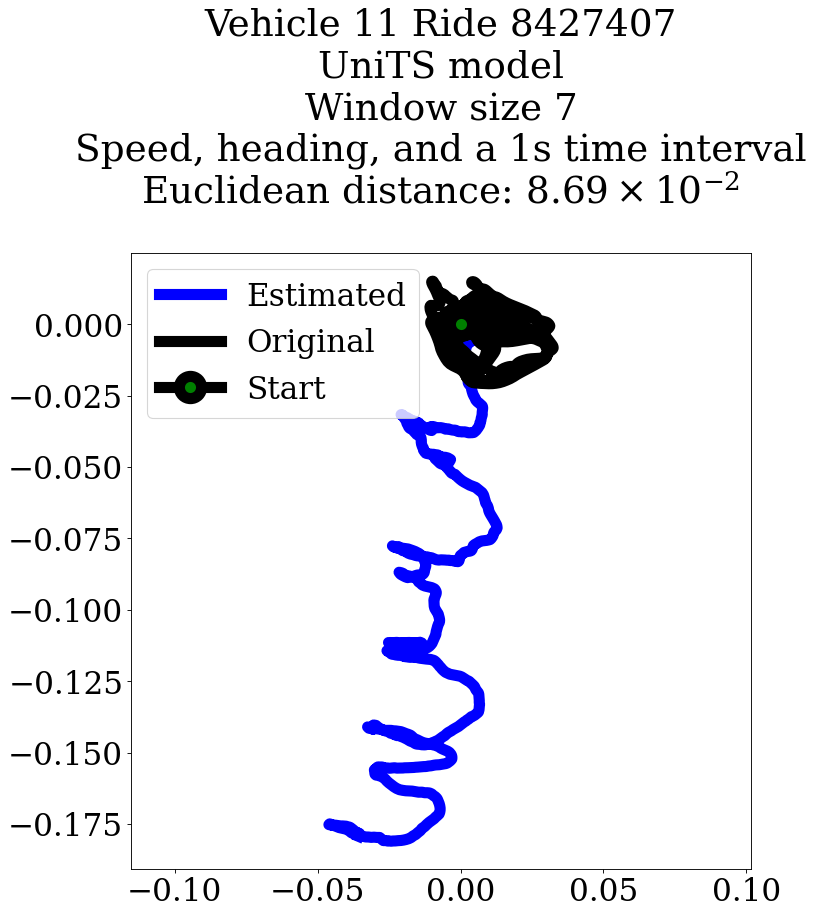 Vehicle 11 Ride 8427407
UniTS model
Window size 7
Speed, heading, and a 1s time interval
Euclidean distance: 8.69 × 10⁻²
Estimated
Original
Start
0.000
−0.025
−0.050
−0.075
−0.100
−0.125
−0.150
−0.175
−0.10 −0.05 0.00 0.05 0.10